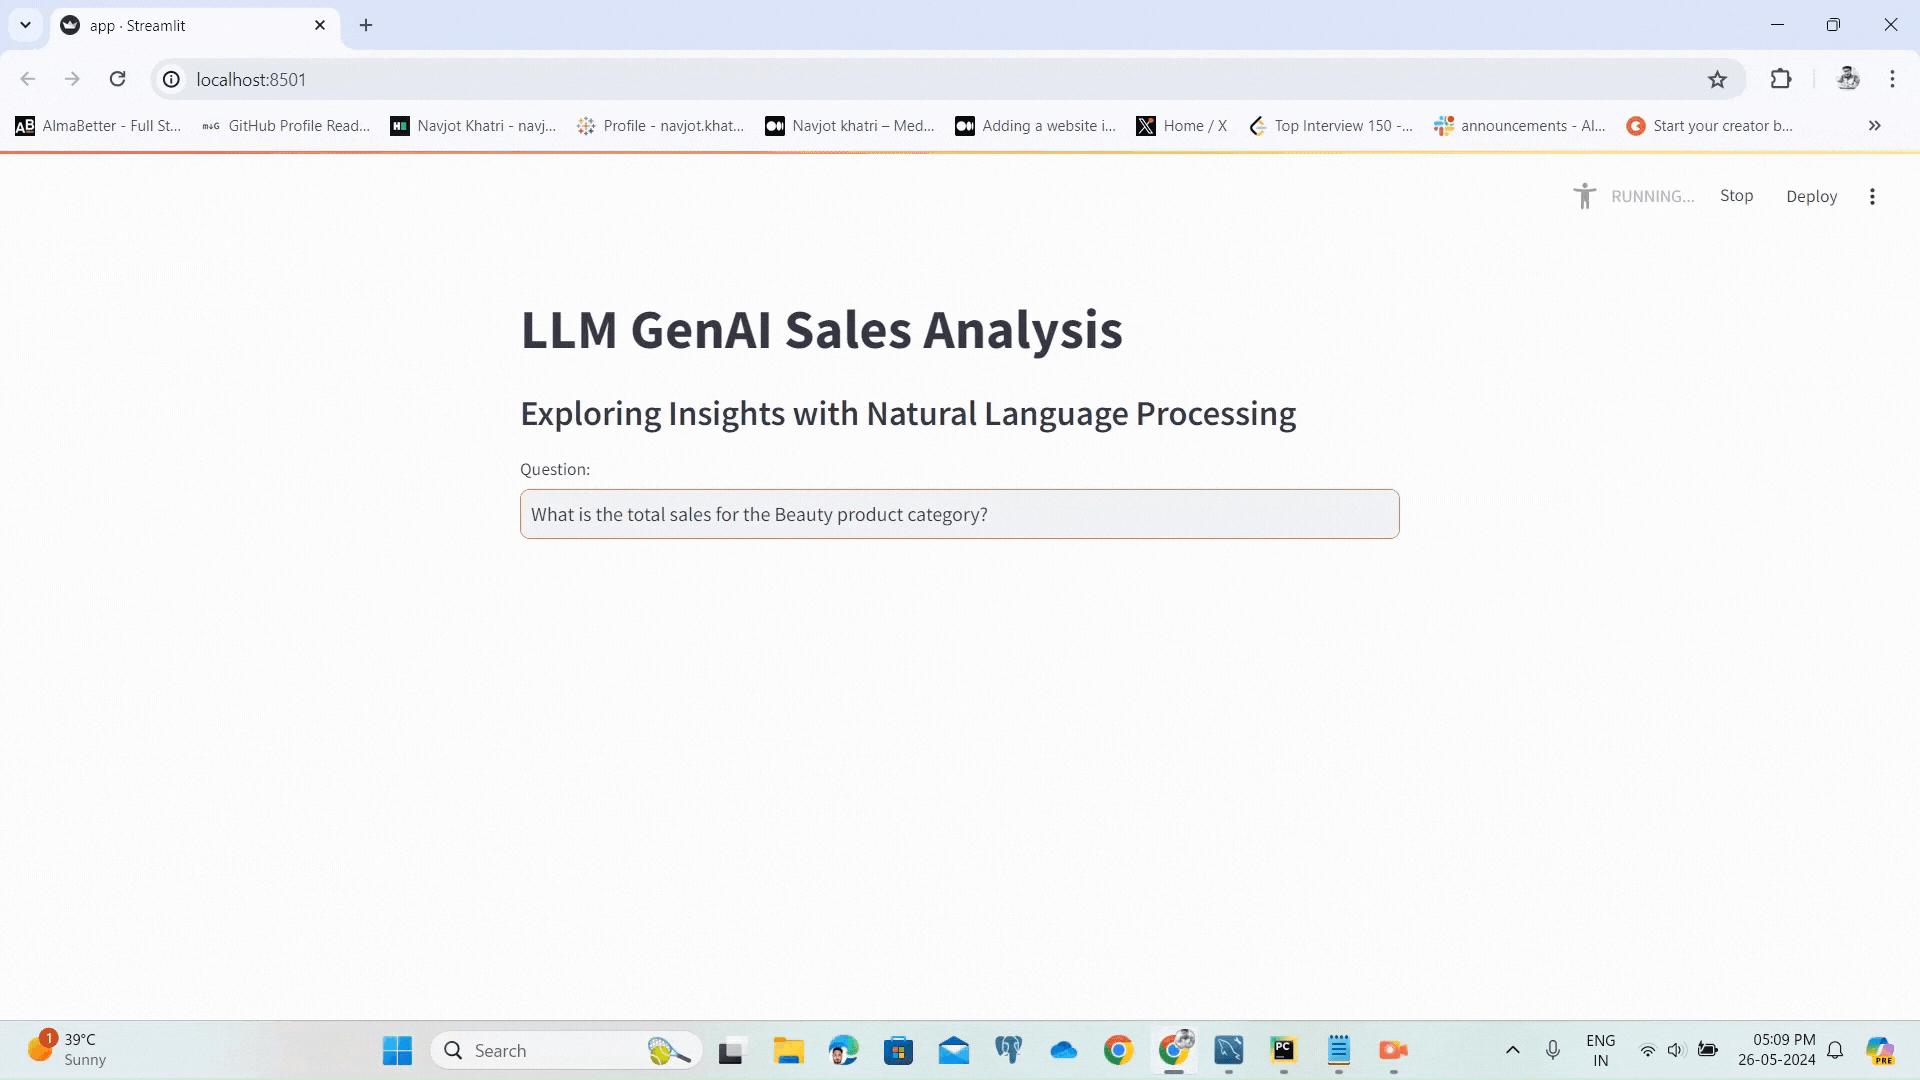 app · Streamlit
localhost:8501
AB AlmaBetter - Full St...
m↓G GitHub Profile Read...
Navjot Khatri - navj...
Profile - navjot.khat...
Navjot khatri – Med...
Adding a website i...
X Home / X
Top Interview 150 -...
announcements - Al...
Start your creator b...
RUNNING...
Stop
Deploy
LLM GenAI Sales Analysis
Exploring Insights with Natural Language Processing
Question:
What is the total sales for the Beauty product category?
1
39°C
Sunny
Search
PC
ENG
IN
05:09 PM
26-05-2024
PRE